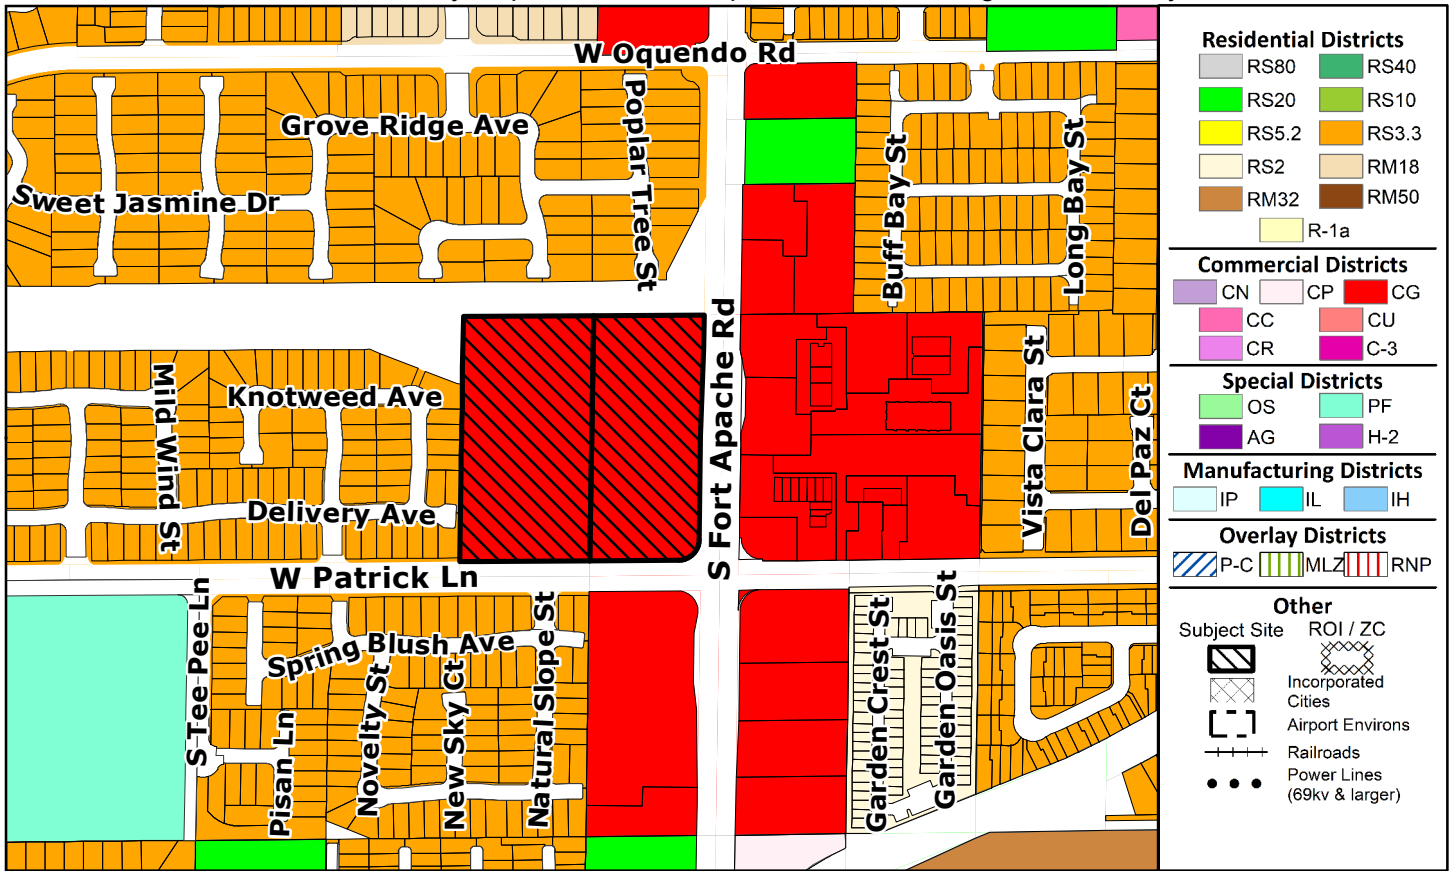 W Oquendo Rd
Grove Ridge Ave
Poplar Tree St
Sweet Jasmine Dr
Buff Bay St
Long Bay St
S Fort Apache Rd
Mild Wind St
Knotweed Ave
Delivery Ave
Vista Clara St
Del Paz Ct
W Patrick Ln
S Tee Pee Ln
Spring Blush Ave
Pisan Ln
Novelty St
New Sky Ct
Natural Slope St
Garden Crest St
Garden Oasis St
Residential Districts
RS80 RS40
RS20 RS10
RS5.2 RS3.3
RS2 RM18
RM32 RM50
R-1a
Commercial Districts
CN CP CG
CC CU
CR C-3
Special Districts
OS PF
AG H-2
Manufacturing Districts
IP IL IH
Overlay Districts
P-C MLZ RNP
Other
Subject Site ROI / ZC
Incorporated
Cities
Airport Environs
Railroads
Power Lines
(69kv & larger)